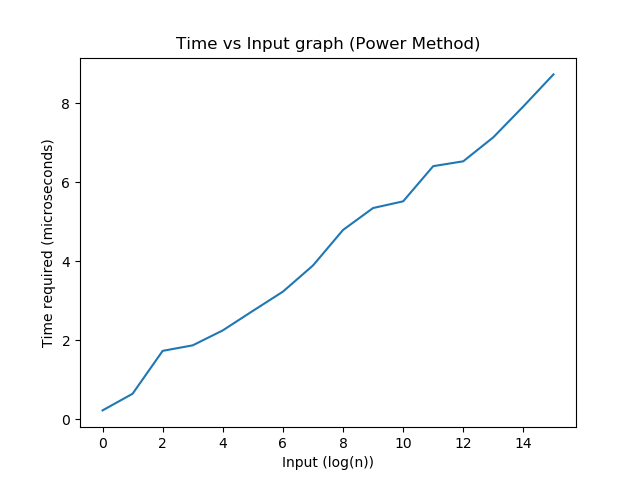 Time vs Input graph (Power Method)
Time required (microseconds)
8
6
4
2
0
0 2 4 6 8 10 12 14
Input (log(n))